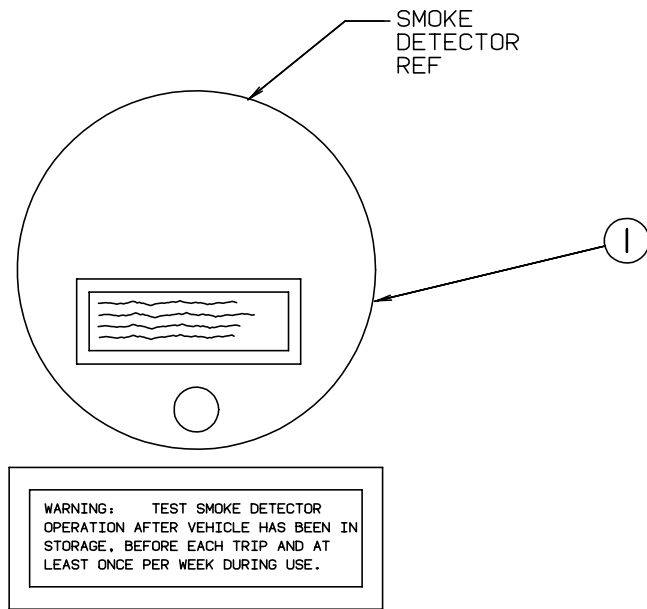 SMOKE
DETECTOR
REF
1
WARNING: TEST SMOKE DETECTOR
OPERATION AFTER VEHICLE HAS BEEN IN
STORAGE, BEFORE EACH TRIP AND AT
LEAST ONCE PER WEEK DURING USE.